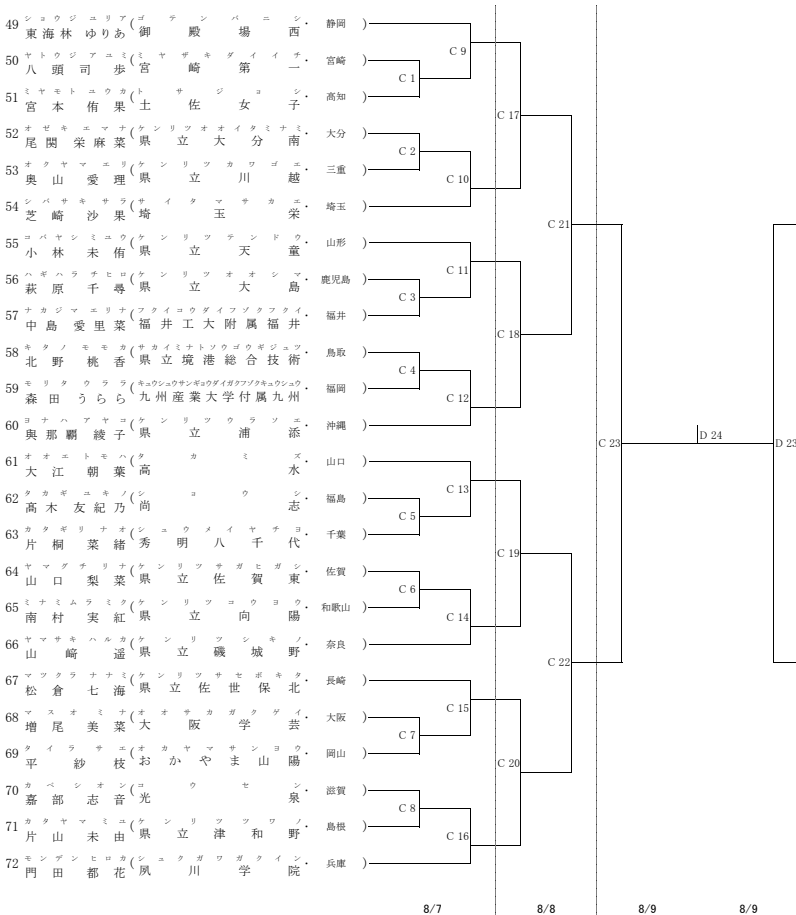 ショウジユリア ゴテンバニシ
49 東海林 ゆりあ (御殿場西・静岡)
ヤトウジアユミ ミヤザキダイイチ
50 八頭司 歩 (宮崎第一・宮崎)
ミヤモトユウカ トサジョシ
51 宮本侑果 (土佐女子・高知)
オゼキエマナ ケンリツオオイタミナミ
52 尾関栄麻菜 (県立大分南・大分)
オクヤマエリ ケンリツカワゴエ
53 奥山愛理 (県立川越・三重)
シバサキサラ サイタマサカエ
54 芝崎沙果 (埼玉栄・埼玉)
コバヤシミユウ ケンリツテンドウ
55 小林未侑 (県立天童・山形)
ハギハラチヒロ ケンリツオオシマ
56 萩原千尋 (県立大島・鹿児島)
ナカジマエリナ フクイコウダイフゾクフクイ
57 中島愛里菜 (福井工大附属福井・福井)
キタノモモカ サカイミナトソウゴウギジュツ
58 北野桃香 (県立境港総合技術・鳥取)
モリタウララ キュウシュウサンギョウダイガクフゾクキュウシュウ
59 森田うらら (九州産業大学付属九州・福岡)
ヨナハアヤコ ケンリツウラソエ
60 與那覇綾子 (県立浦添・沖縄)
オオエトモハ タカミズ
61 大江朝葉 (高水・山口)
タカギユキノ ショウシ
62 髙木友紀乃 (尚志・福島)
カタギリナオ シュウメイヤチヨ
63 片桐菜緒 (秀明八千代・千葉)
ヤマグチリナ ケンリツサガヒガシ
64 山口梨菜 (県立佐賀東・佐賀)
ミナミムラミク ケンリツコウヨウ
65 南村実紅 (県立向陽・和歌山)
ヤマサキハルカ ケンリツシキノ
66 山﨑遥 (県立磯城野・奈良)
マツクラナナミ ケンリツサセボキタ
67 松倉七海 (県立佐世保北・長崎)
マスオミナ オオサカガクゲイ
68 増尾美菜 (大阪学芸・大阪)
タイラサエ オカヤマサンヨウ
69 平紗枝 (おかやま山陽・岡山)
カベシオン コウセン
70 嘉部志音 (光泉・滋賀)
カタヤマミユ ケンリツツワノ
71 片山未由 (県立津和野・島根)
モンデンヒロカ シュクガワガクイン
72 門田都花 (夙川学院・兵庫)
C 1
C 2
C 3
C 4
C 5
C 6
C 7
C 8
C 9
C 10
C 11
C 12
C 13
C 14
C 15
C 16
C 17
C 18
C 19
C 20
C 21
C 22
C 23
D 24
D 23
8/7 8/8 8/9 8/9